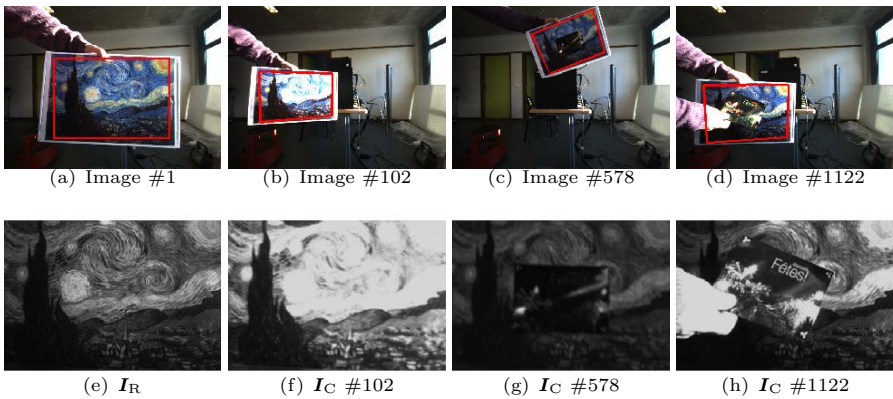 (a) Image #1
(b) Image #102
(c) Image #578
(d) Image #1122
Fêtes!
(e) I_R
(f) I_C #102
(g) I_C #578
(h) I_C #1122